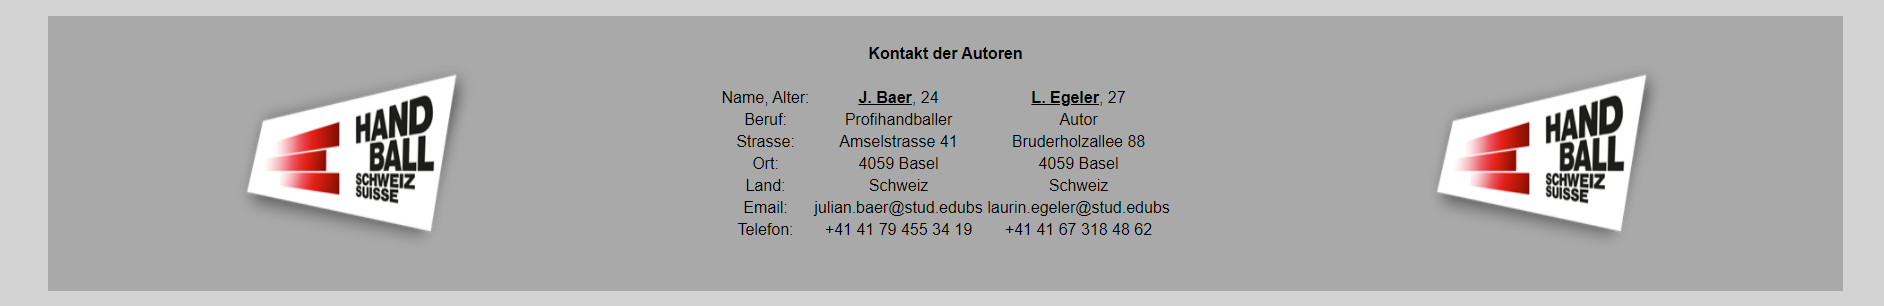 Kontakt der Autoren
HAND
BALL
SCHWEIZ
SUISSE
Name, Alter: J. Baer, 24 L. Egeler, 27
Beruf: Profihandballer Autor
Strasse: Amselstrasse 41 Bruderholzallee 88
Ort: 4059 Basel 4059 Basel
Land: Schweiz Schweiz
Email: julian.baer@stud.edubs laurin.egeler@stud.edubs
Telefon: +41 41 79 455 34 19 +41 41 67 318 48 62
HAND
BALL
SCHWEIZ
SUISSE